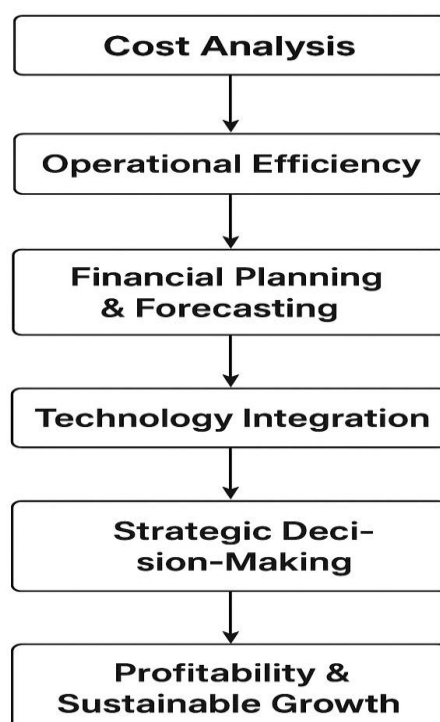 Cost Analysis
Operational Efficiency
Financial Planning
& Forecasting
Technology Integration
Strategic Deci-
sion-Making
Profitability &
Sustainable Growth